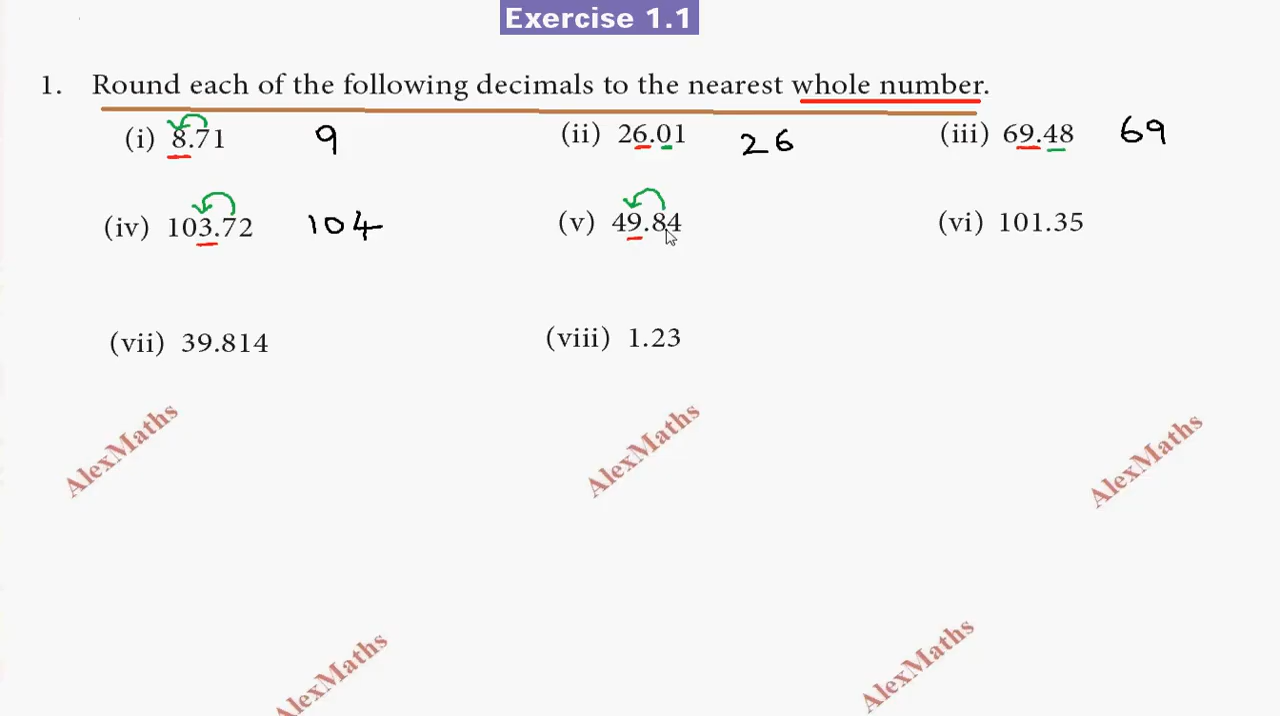 Exercise 1.1
1. Round each of the following decimals to the nearest whole number.
(i) 8.71 9 (ii) 26.01 26 (iii) 69.48 69
(iv) 103.72 104 (v) 49.84 (vi) 101.35
(vii) 39.814 (viii) 1.23
AlexMaths AlexMaths AlexMaths
AlexMaths AlexMaths